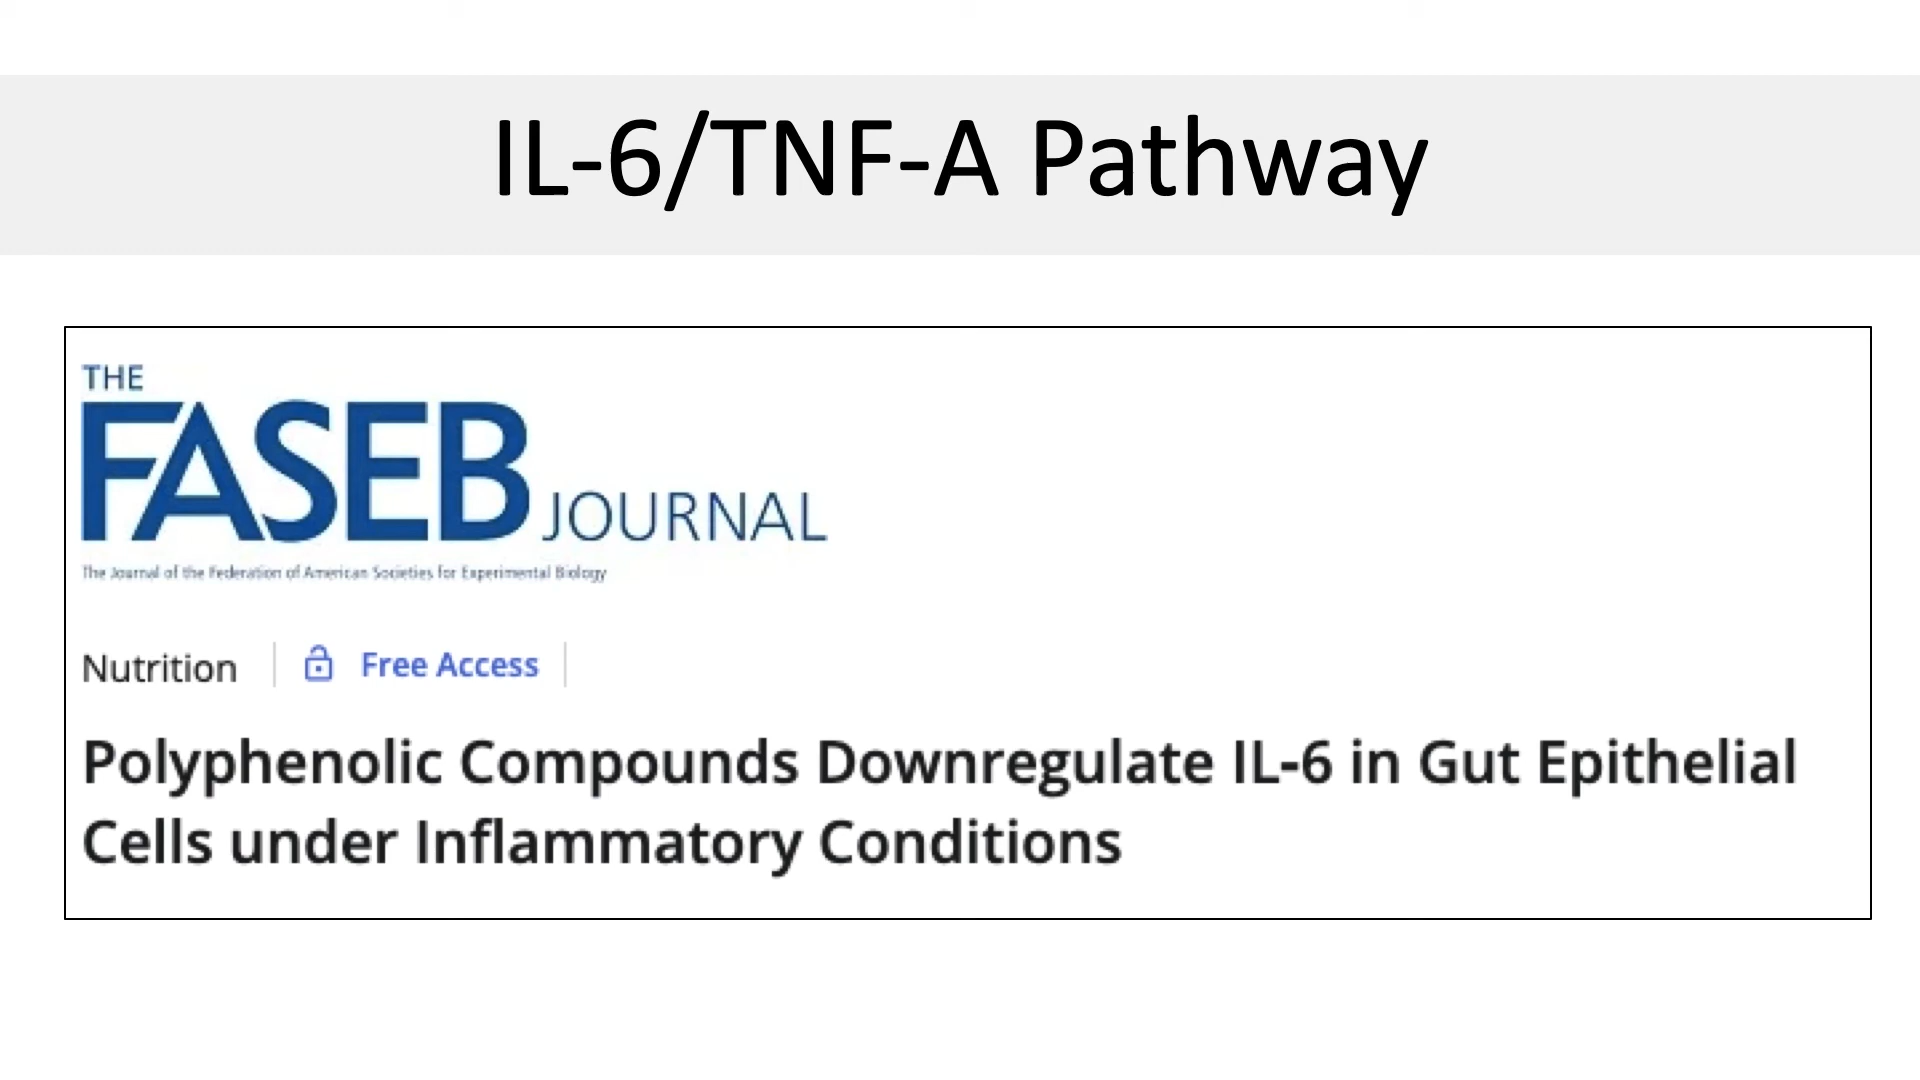 IL-6/TNF-A Pathway
THE
FASEB JOURNAL
The Journal of the Federation of American Societies for Experimental Biology
Nutrition
Free Access
Polyphenolic Compounds Downregulate IL-6 in Gut Epithelial
Cells under Inflammatory Conditions